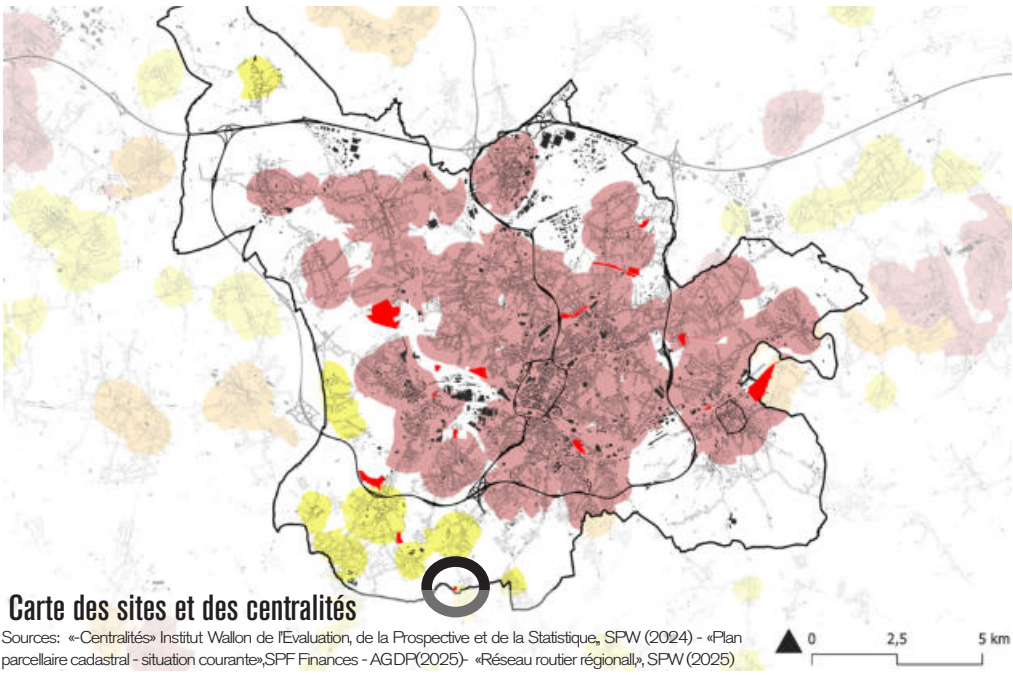 Carte des sites et des centralités
Sources: «-Centralités» Institut Wallon de l'Evaluation, de la Prospective et de la Statistique,, SPW (2024) - «Plan
parcellaire cadastral - situation courante»,SPF Finances - AGDP(2025)- «Réseau routier régional,», SPW (2025)
0 2,5 5 km